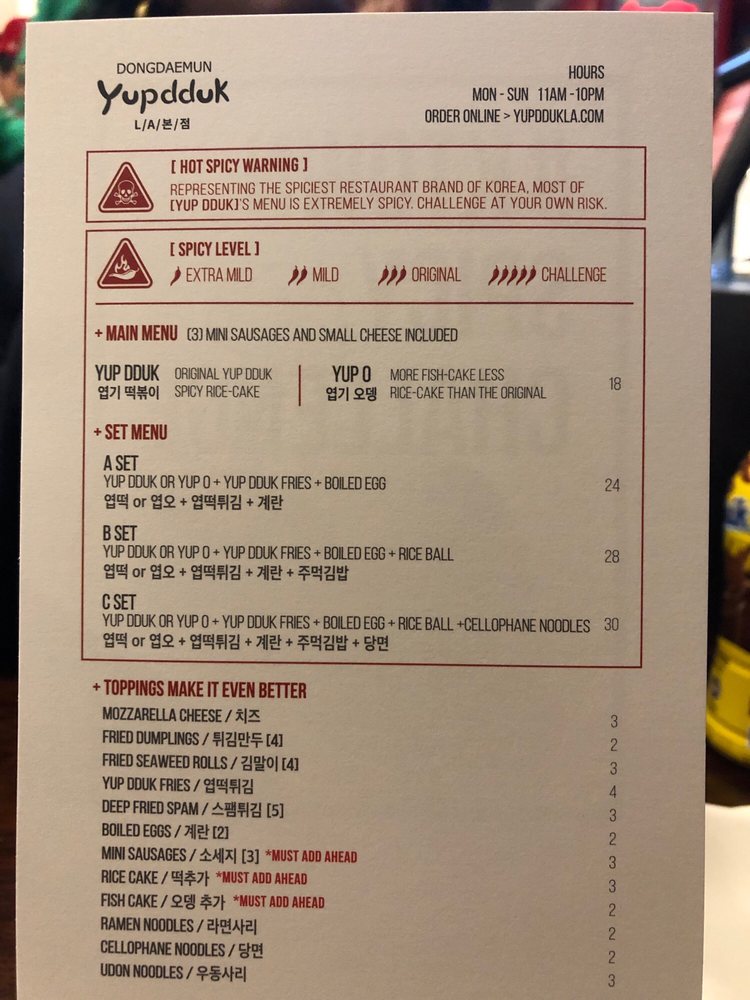 DONGDAEMUN
Yupdduk
L/A/본/점
HOURS
MON - SUN 11AM -10PM
ORDER ONLINE > YUPDDUKLA.COM
[ HOT SPICY WARNING ]
REPRESENTING THE SPICIEST RESTAURANT BRAND OF KOREA, MOST OF
[YUP DDUK]'S MENU IS EXTREMELY SPICY. CHALLENGE AT YOUR OWN RISK.
[ SPICY LEVEL ]
EXTRA MILD MILD ORIGINAL CHALLENGE
+ MAIN MENU (3) MINI SAUSAGES AND SMALL CHEESE INCLUDED
YUP DDUK ORIGINAL YUP DDUK
엽기 떡볶이 SPICY RICE-CAKE
YUP O MORE FISH-CAKE LESS
엽기 오뎅 RICE-CAKE THAN THE ORIGINAL
18
+ SET MENU
A SET
YUP DDUK OR YUP O + YUP DDUK FRIES + BOILED EGG 24
엽떡 or 엽오 + 엽떡튀김 + 계란
B SET
YUP DDUK OR YUP O + YUP DDUK FRIES + BOILED EGG + RICE BALL 28
엽떡 or 엽오 + 엽떡튀김 + 계란 + 주먹김밥
C SET
YUP DDUK OR YUP O + YUP DDUK FRIES + BOILED EGG + RICE BALL +CELLOPHANE NOODLES 30
엽떡 or 엽오 + 엽떡튀김 + 계란 + 주먹김밥 + 당면
+ TOPPINGS MAKE IT EVEN BETTER
MOZZARELLA CHEESE / 치즈 3
FRIED DUMPLINGS / 튀김만두 [4] 2
FRIED SEAWEED ROLLS / 김말이 [4] 3
YUP DDUK FRIES / 엽떡튀김 4
DEEP FRIED SPAM / 스팸튀김 [5] 3
BOILED EGGS / 계란 [2] 2
MINI SAUSAGES / 소세지 [3] *MUST ADD AHEAD 3
RICE CAKE / 떡추가 *MUST ADD AHEAD 3
FISH CAKE / 오뎅 추가 *MUST ADD AHEAD 2
RAMEN NOODLES / 라면사리 2
CELLOPHANE NOODLES / 당면 2
UDON NOODLES / 우동사리 3